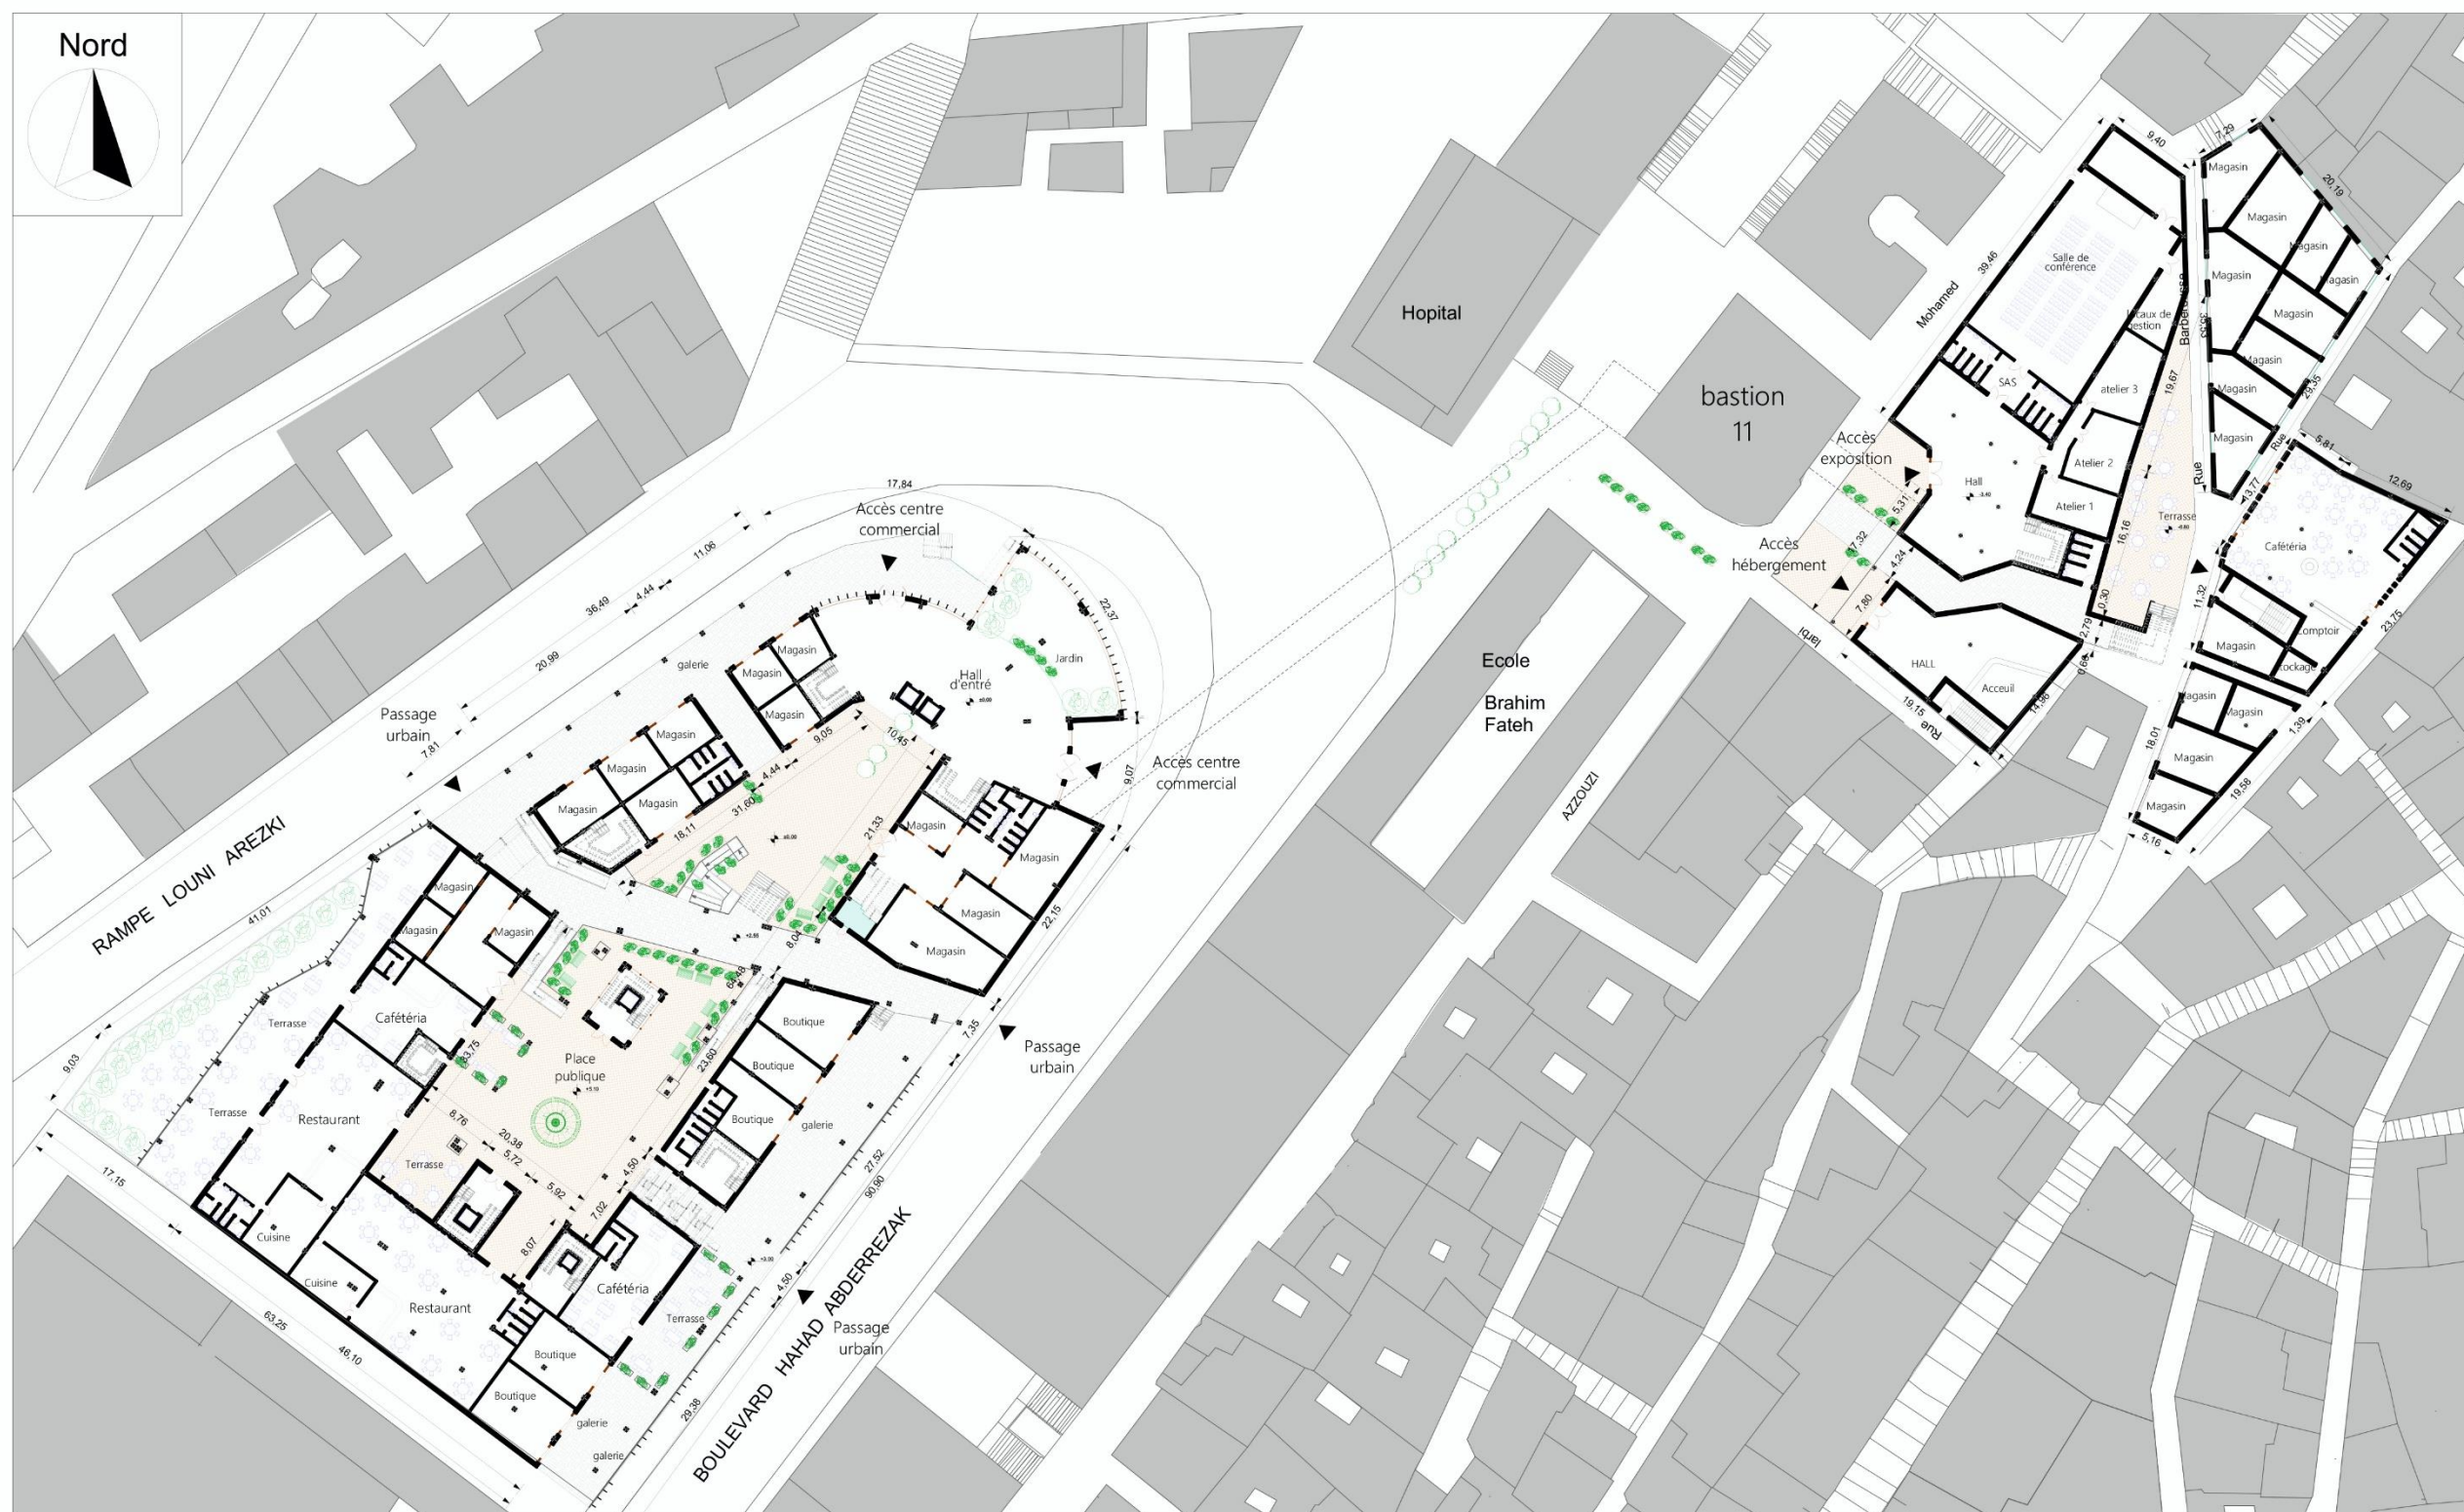 Nord
Hopital
bastion
11
Ecole
Brahim
Fateh
AZZOUZI
RAMPE LOUNI AREZKI
BOULEVARD HAHAD ABDERREZAK
17,84
Accès centre
commercial
11,06
4,44
36,49
20,99
galerie
Passage
urbain
7,81
22,37
Jardin
Hall
d'entré
±0.00
Magasin
Magasin
Magasin
Magasin
Magasin
Magasin
Magasin
9,05
10,45
4,44
31,60
18,11
±0.00
21,33
Accès centre
commercial
9,07
Magasin
Magasin
Magasin
Magasin
22,15
8,04
7,35
Passage
urbain
41,01
9,03
Magasin
Magasin
Magasin
Cafétéria
Terrasse
Terrasse
Restaurant
Place
publique
8,76
20,38
5,72
5,92
4,50
7,02
8,07
23,60
Terrasse
Boutique
Boutique
Boutique
galerie
27,52
90,90
17,15
Cuisine
Cuisine
Restaurant
63,25
46,10
Cafétéria
Terrasse
4,50
Passage
urbain
Boutique
Boutique
galerie
galerie
29,38
9,40
7,29
20,19
39,46
Mohamed
Salle de
conférence
SAS
atelier 3
Atelier 2
Atelier 1
Hall
Accès
exposition
5,31
17,32
4,24
Accès
hébergement
7,80
larbi
Rue
19,15
HALL
Acceuil
14,96
2,79
19,67
16,16
Terrasse
Rue
Rue
13,77
11,32
29,35
5,81
12,69
Cafétéria
23,75
Magasin
Magasin
Magasin
Magasin
Magasin
Magasin
Magasin
Magasin
Magasin
1,39
18,01
19,58
5,16
Magasin
Magasin
Magasin